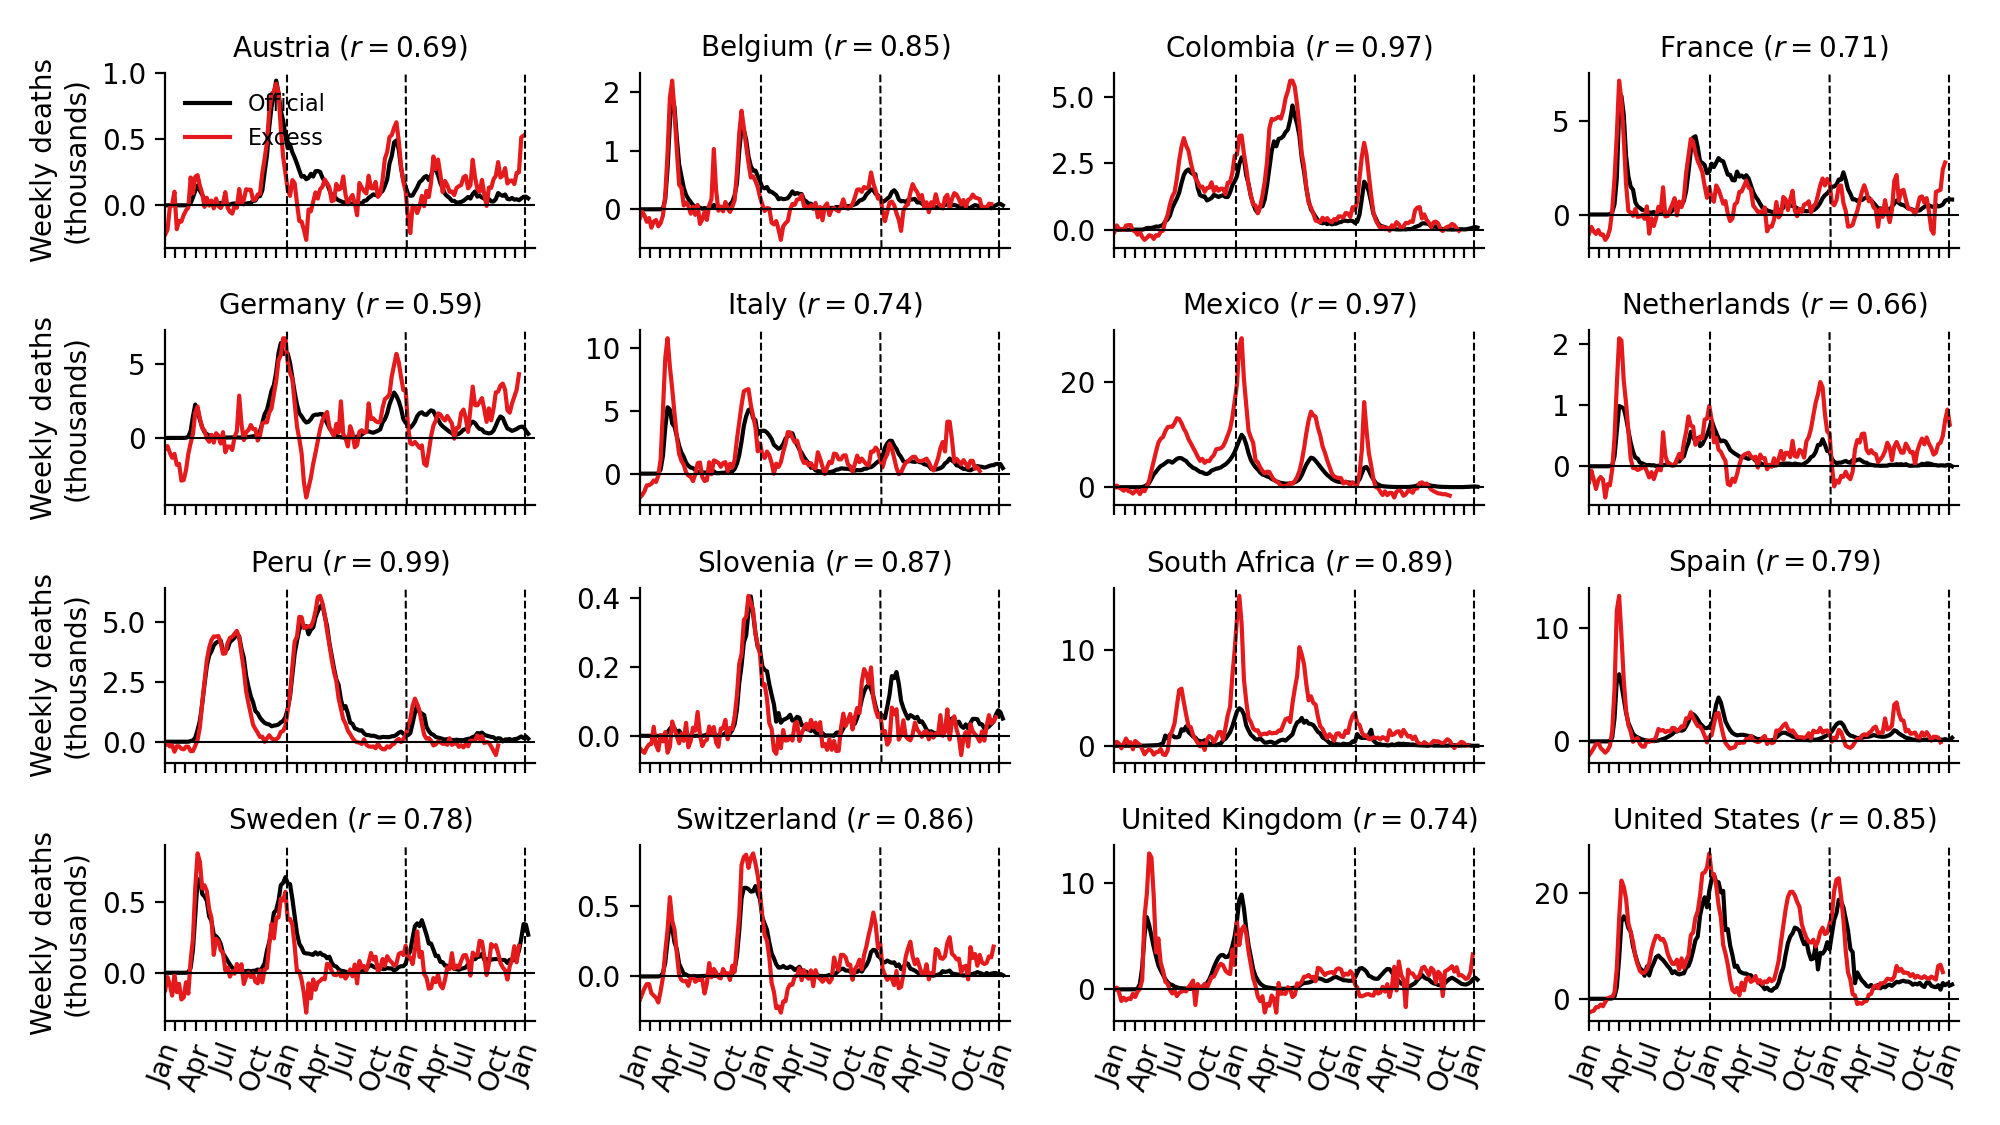 Austria (r = 0.69)
Belgium (r = 0.85)
Colombia (r = 0.97)
France (r = 0.71)
Weekly deaths
(thousands)
1.0
0.5
0.0
Official
Excess
2
1
0
5.0
2.5
0.0
5
0
Germany (r = 0.59)
Italy (r = 0.74)
Mexico (r = 0.97)
Netherlands (r = 0.66)
Weekly deaths
(thousands)
5
0
10
5
0
20
0
2
1
0
Peru (r = 0.99)
Slovenia (r = 0.87)
South Africa (r = 0.89)
Spain (r = 0.79)
Weekly deaths
(thousands)
5.0
2.5
0.0
0.4
0.2
0.0
10
0
10
0
Sweden (r = 0.78)
Switzerland (r = 0.86)
United Kingdom (r = 0.74)
United States (r = 0.85)
Weekly deaths
(thousands)
0.5
0.0
0.5
0.0
10
0
20
0
Jan Apr Jul Oct Jan Apr Jul Oct Jan Apr Jul Oct Jan
Jan Apr Jul Oct Jan Apr Jul Oct Jan Apr Jul Oct Jan
Jan Apr Jul Oct Jan Apr Jul Oct Jan Apr Jul Oct Jan
Jan Apr Jul Oct Jan Apr Jul Oct Jan Apr Jul Oct Jan